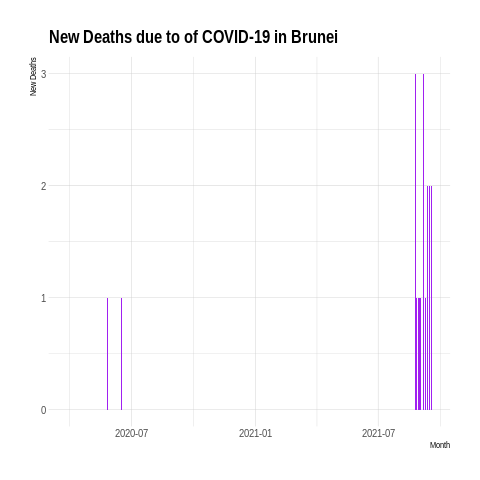 New Deaths due to of COVID-19 in Brunei
New Deaths
3
2
1
0
2020-07
2021-01
2021-07
Month